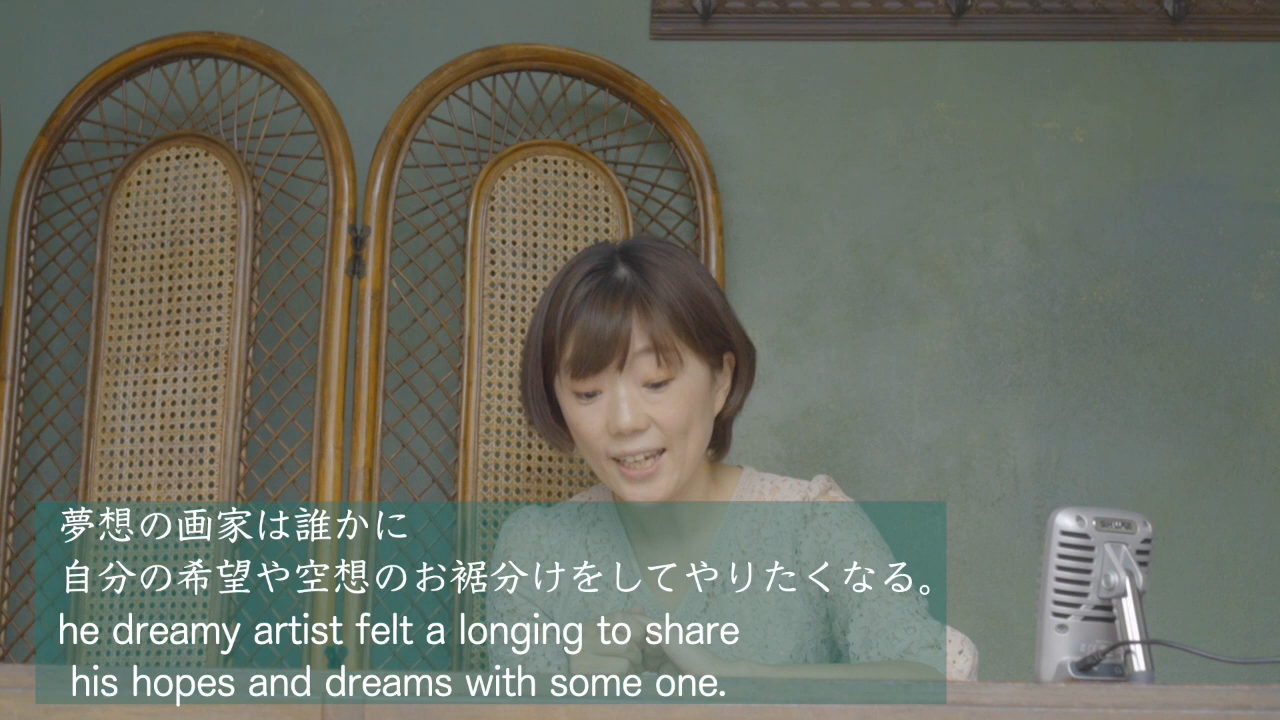 夢想の画家は誰かに
自分の希望や空想のお裾分けをしてやりたくなる。
he dreamy artist felt a longing to share
his hopes and dreams with some one.
SHURE